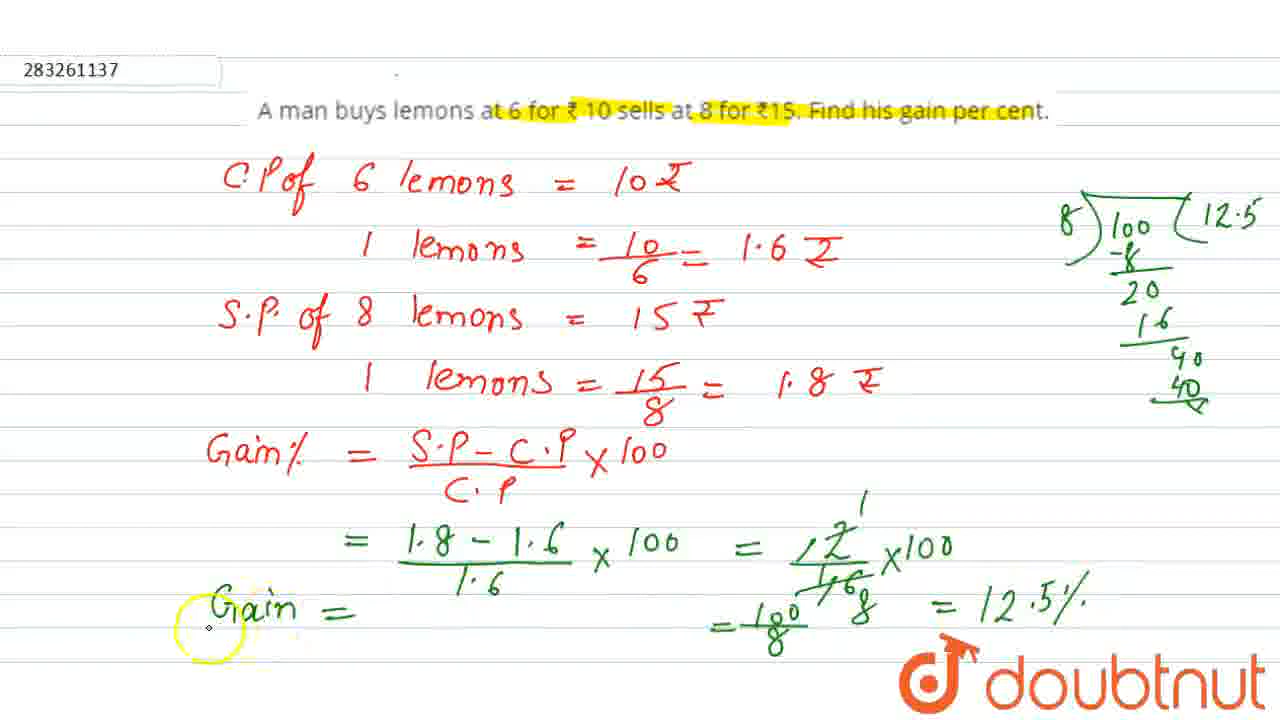 283261137
A man buys lemons at 6 for ₹ 10 sells at 8 for ₹15. Find his gain per cent.
C.P of 6 lemons = 10 ₹
1 lemons = 10/6 = 1.6 ₹
S.P. of 8 lemons = 15 ₹
1 lemons = 15/8 = 1.8 ₹
Gain% = S.P - C.P / C.P × 100
= 1.8 - 1.6 / 1.6 × 100 = .2 1 / 1.6 8 × 100
Gain = = 100/8 = 12.5%
8 ) 100 ( 12.5
-8
20
16
40
40
doubtnut